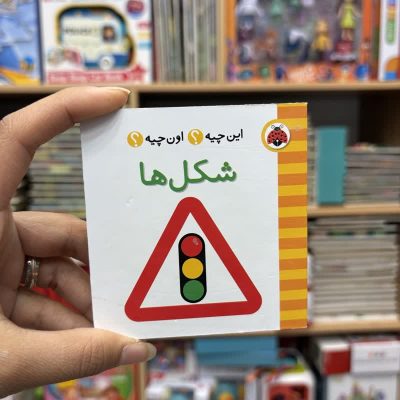 این چیه ؟ اون چیه ؟
شکل‌ها